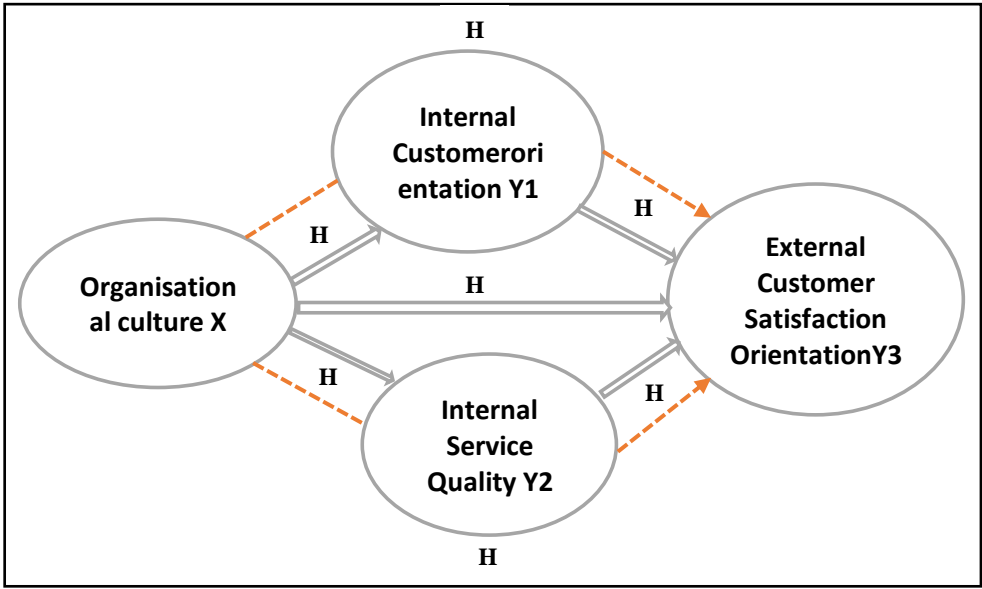 H
Internal
Customerori
entation Y1
H
H
External
Customer
Satisfaction
OrientationY3
Organisation
al culture X
H
H
H
Internal
Service
Quality Y2
H